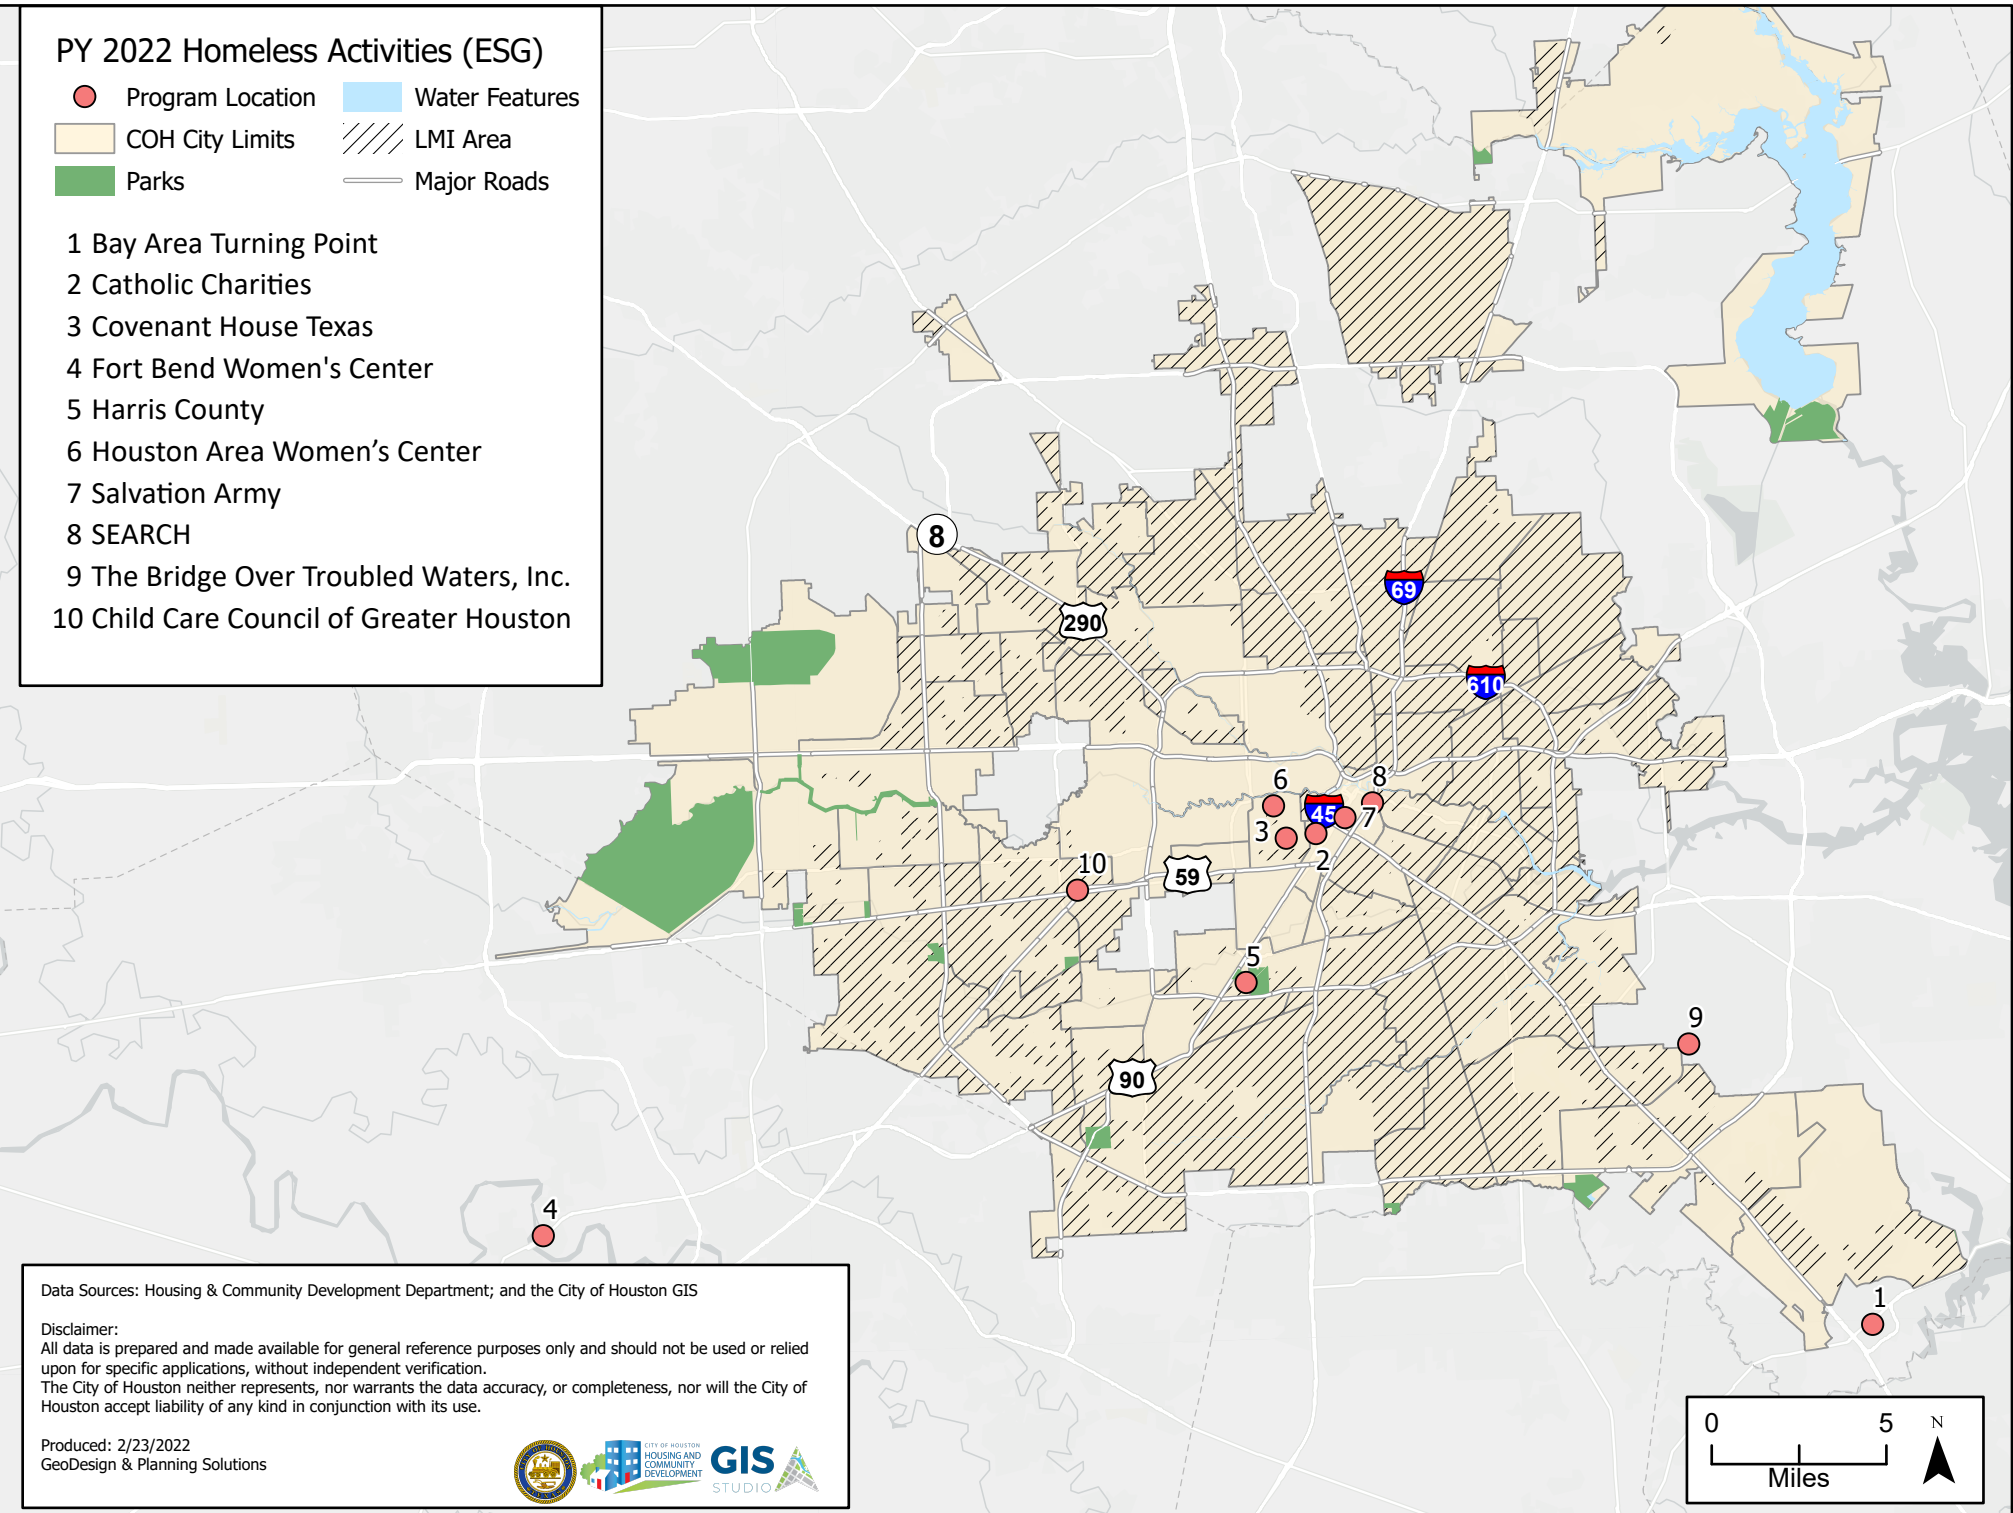 PY 2022 Homeless Activities (ESG)
Program Location
Water Features
COH City Limits
LMI Area
Parks
Major Roads
1 Bay Area Turning Point
2 Catholic Charities
3 Covenant House Texas
4 Fort Bend Women's Center
5 Harris County
6 Houston Area Women’s Center
7 Salvation Army
8 SEARCH
9 The Bridge Over Troubled Waters, Inc.
10 Child Care Council of Greater Houston
8
69
290
610
6
8
45
7
3
2
10
59
5
9
90
4
1
Data Sources: Housing & Community Development Department; and the City of Houston GIS
Disclaimer:
All data is prepared and made available for general reference purposes only and should not be used or relied
upon for specific applications, without independent verification.
The City of Houston neither represents, nor warrants the data accuracy, or completeness, nor will the City of
Houston accept liability of any kind in conjunction with its use.
Produced: 2/23/2022
GeoDesign & Planning Solutions
CITY OF HOUSTON
HOUSING AND
COMMUNITY
DEVELOPMENT
GIS
STUDIO
0 5
N
Miles